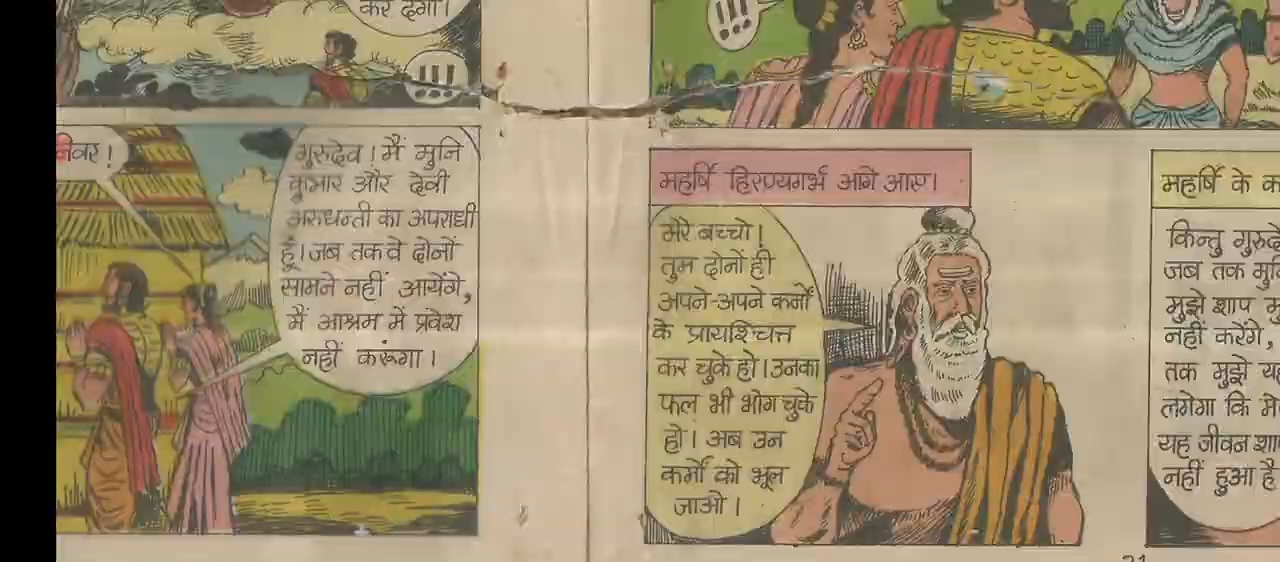 कर देगा।
!!!
!!!
गुरुदेव। मैं मुनि
कुमार और देवी
अरुधन्ती का अपराधी
हूं। जब तक वे दोनों
सामने नहीं आयेंगे,
मैं आश्रम में प्रवेश
नहीं करूंगा।
महर्षि हिरण्यगर्भ आगे आए।
मेरे बच्चो!
तुम दोनों ही
अपने-अपने कर्मों
के प्रायश्चित्त
कर चुके हो। उनका
फल भी भोग चुके
हो। अब उन
कर्मों को भूल
जाओ।
महर्षि के
किन्तु
जब तक
मुझे शाप
नहीं करेंगे,
तक मुझे
लगेगा कि
यह जीवन
नहीं हुआ है